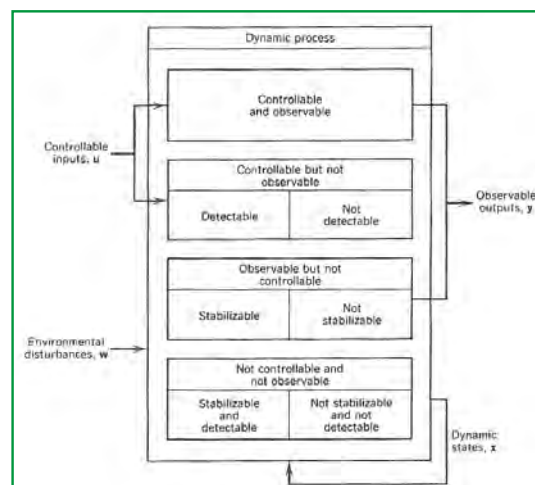 Dynamic process
Controllable
and observable
Controllable
inputs, u
Controllable but not
observable
Detectable
Not
detectable
Observable
outputs, y
Observable but not
controllable
Stabilizable
Not
stabilizable
Environmental
disturbances, w
Not controllable and
not observable
Stabilizable
and
detectable
Not stabilizable
and not
detectable
Dynamic
states, x